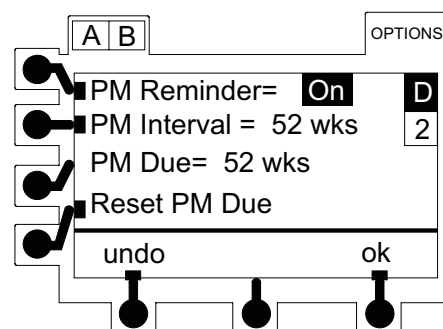 A B
OPTIONS
PM Reminder= On
D
PM Interval = 52 wks
2
PM Due= 52 wks
Reset PM Due
undo ok